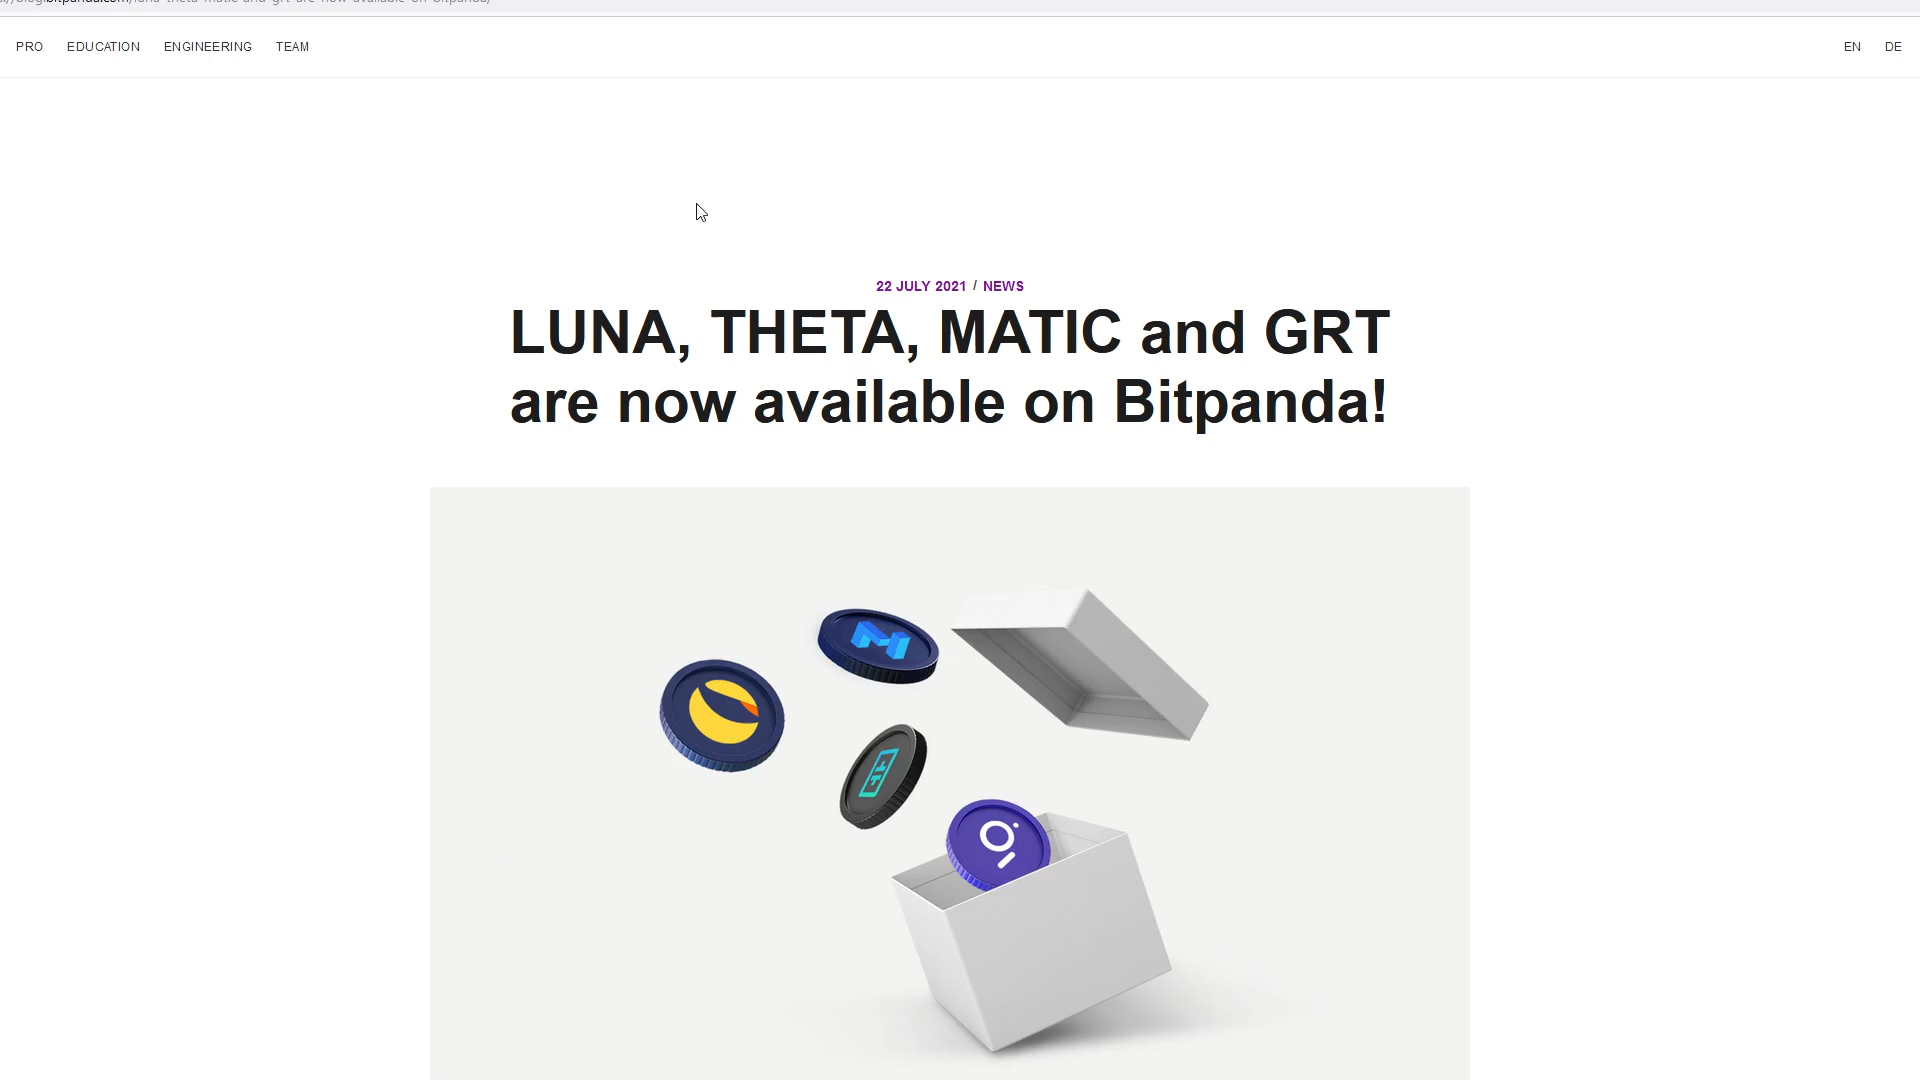 PRO EDUCATION ENGINEERING TEAM EN DE
22 JULY 2021 / NEWS
LUNA, THETA, MATIC and GRT
are now available on Bitpanda!